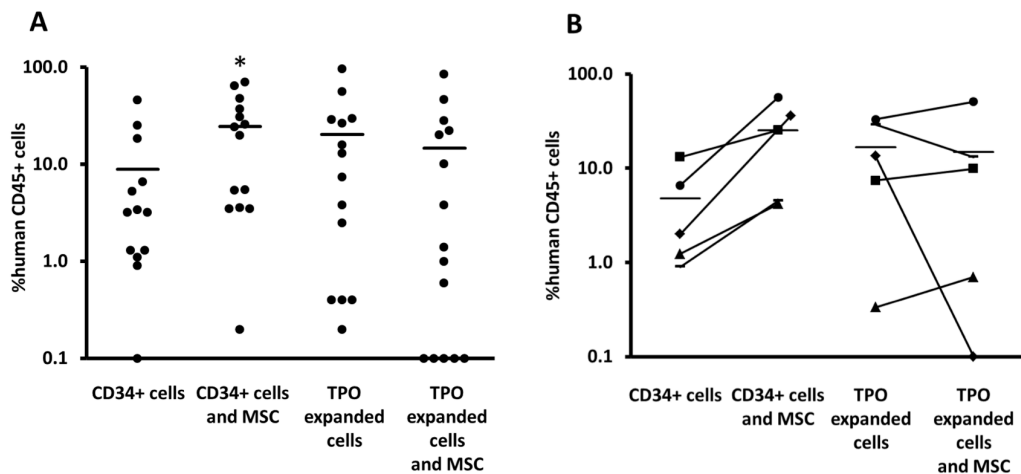 A
%human CD45+ cells
100.0
10.0
1.0
0.1
*
CD34+ cells
CD34+ cells
and MSC
TPO
expanded
cells
TPO
expanded
cells
and MSC
B
%human CD45+ cells
100.0
10.0
1.0
0.1
CD34+ cells
CD34+ cells
and MSC
TPO
expanded
cells
TPO
expanded
cells
and MSC